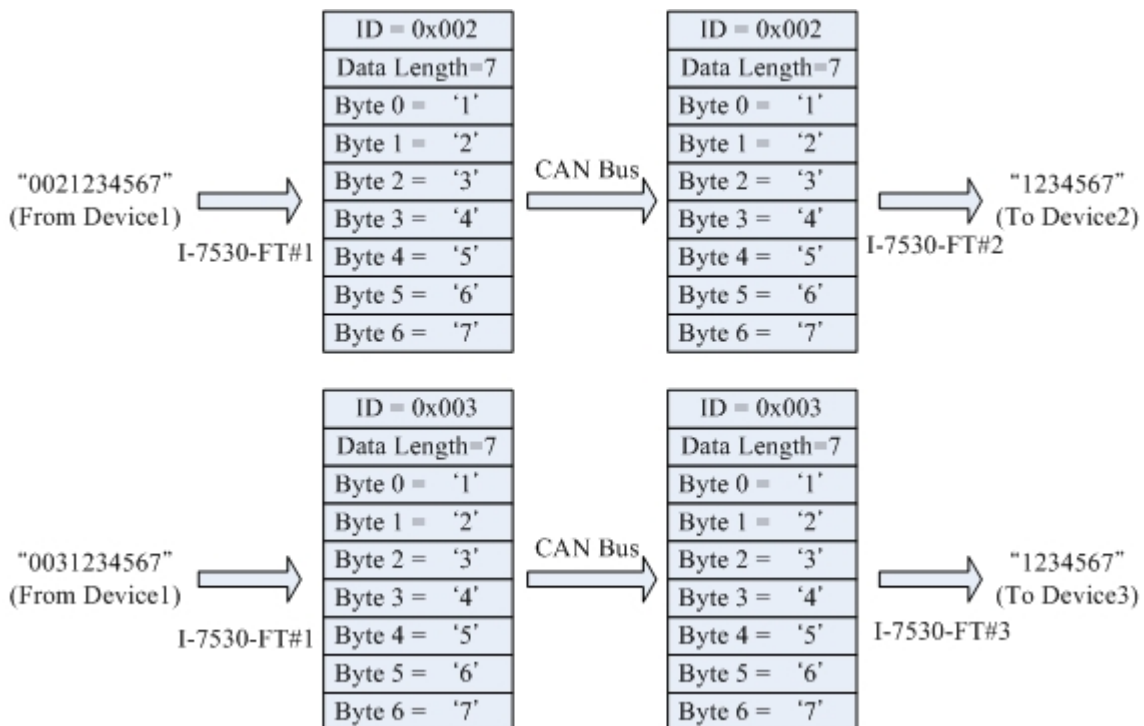 ID = 0x002
Data Length=7
Byte 0 = ‘1’
Byte 1 = ‘2’
Byte 2 = ‘3’
Byte 3 = ‘4’
Byte 4 = ‘5’
Byte 5 = ‘6’
Byte 6 = ‘7’
“0021234567”
(From Device1)
I-7530-FT#1
CAN Bus
ID = 0x002
Data Length=7
Byte 0 = ‘1’
Byte 1 = ‘2’
Byte 2 = ‘3’
Byte 3 = ‘4’
Byte 4 = ‘5’
Byte 5 = ‘6’
Byte 6 = ‘7’
I-7530-FT#2
“1234567”
(To Device2)
ID = 0x003
Data Length=7
Byte 0 = ‘1’
Byte 1 = ‘2’
Byte 2 = ‘3’
Byte 3 = ‘4’
Byte 4 = ‘5’
Byte 5 = ‘6’
Byte 6 = ‘7’
“0031234567”
(From Device1)
I-7530-FT#1
CAN Bus
ID = 0x003
Data Length=7
Byte 0 = ‘1’
Byte 1 = ‘2’
Byte 2 = ‘3’
Byte 3 = ‘4’
Byte 4 = ‘5’
Byte 5 = ‘6’
Byte 6 = ‘7’
I-7530-FT#3
“1234567”
(To Device3)